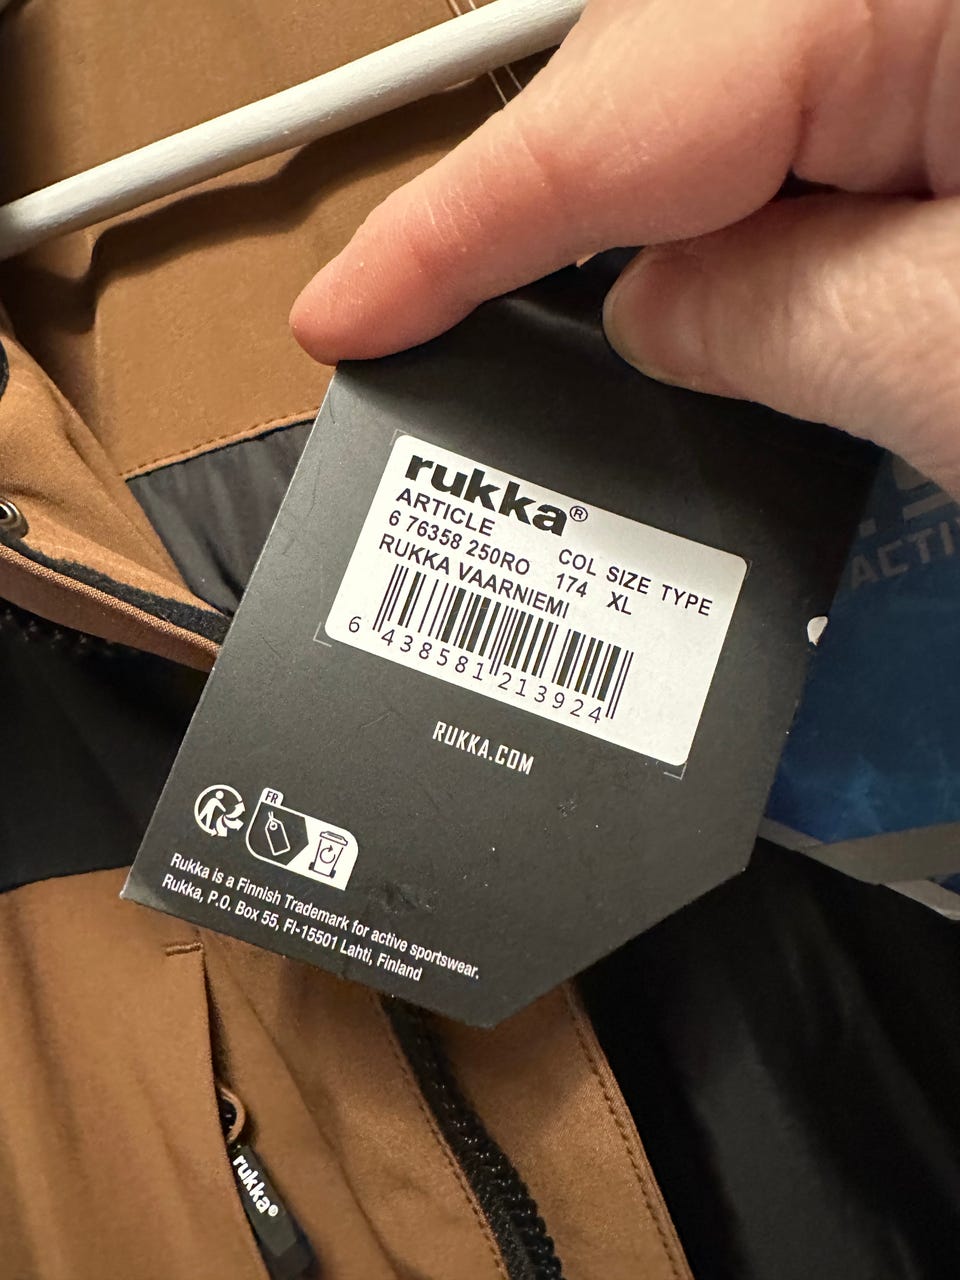 rukka®
ARTICLE COL SIZE TYPE
6 76358 250RO 174 XL
RUKKA VAARNIEMI
6 438581 213924
RUKKA.COM
FR
Rukka is a Finnish Trademark for active sportswear.
Rukka, P.O. Box 55, FI-15501 Lahti, Finland
rukka®